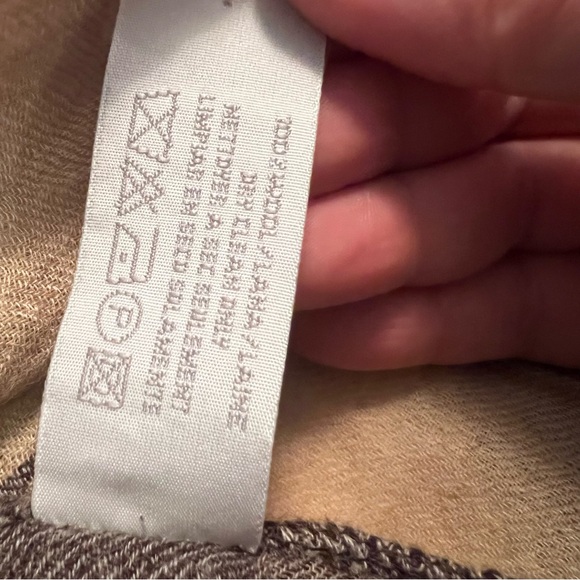 100% WOOL/LANA/LAINE
DRY CLEAN ONLY
NETTOYER A SEC SEULEMENT
LIMPIAR EN SECO SOLAMENTE
P